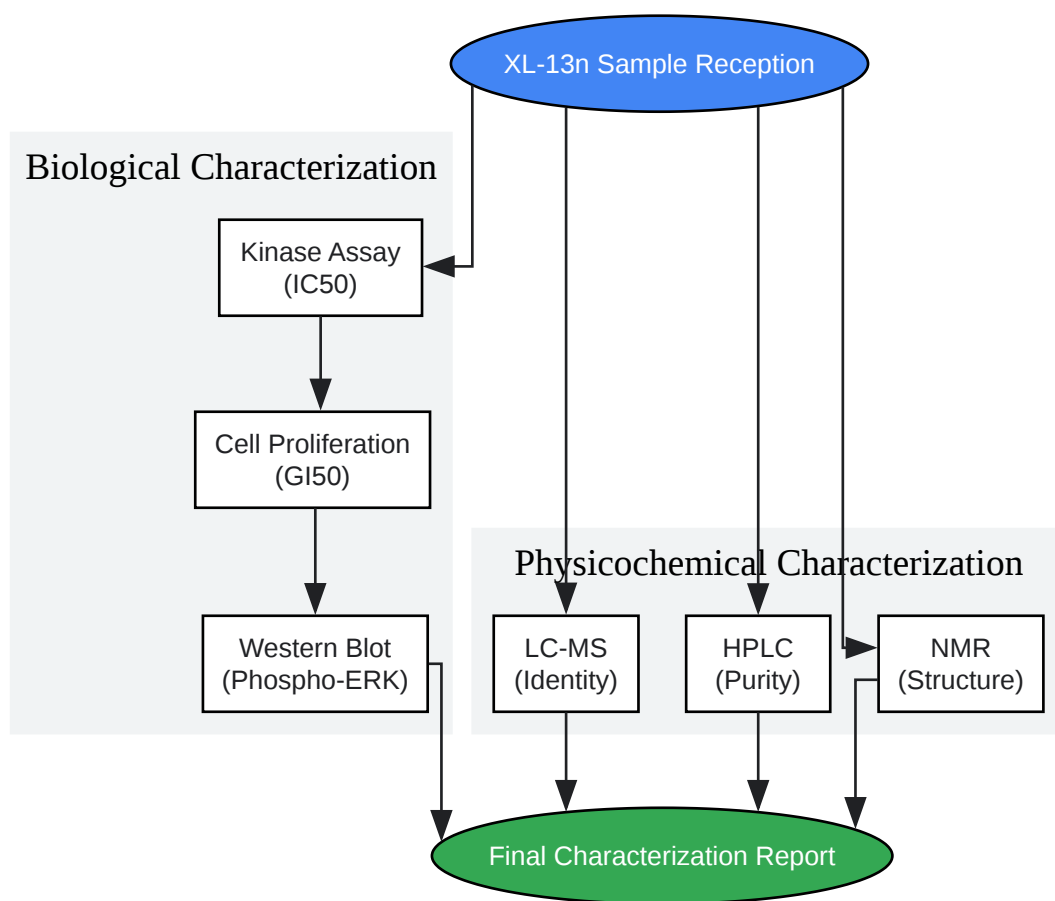 XL-13n Sample Reception
Biological Characterization
Kinase Assay
(IC50)
Cell Proliferation
(GI50)
Western Blot
(Phospho-ERK)
Physicochemical Characterization
LC-MS
(Identity)
HPLC
(Purity)
NMR
(Structure)
Final Characterization Report